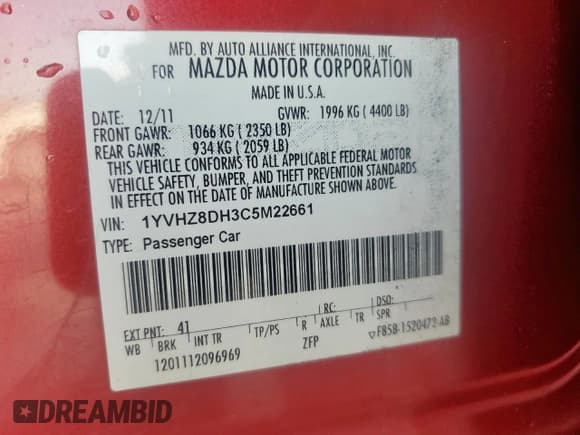 MFD. BY AUTO ALLIANCE INTERNATIONAL, INC.
FOR MAZDA MOTOR CORPORATION
MADE IN U.S.A.
DATE: 12/11 GVWR: 1996 KG ( 4400 LB)
FRONT GAWR: 1066 KG ( 2350 LB)
REAR GAWR: 934 KG ( 2059 LB)
THIS VEHICLE CONFORMS TO ALL APPLICABLE FEDERAL MOTOR
VEHICLE SAFETY, BUMPER, AND THEFT PREVENTION STANDARDS
IN EFFECT ON THE DATE OF MANUFACTURE SHOWN ABOVE.
VIN: 1YVHZ8DH3C5M22661
TYPE: Passenger Car
EXT PNT: 41 RC: DSO:
WB BRK INT TR TP/PS R AXLE TR SPR
1201112096969 ZFP F85B-1520472-AB
DREAMBID